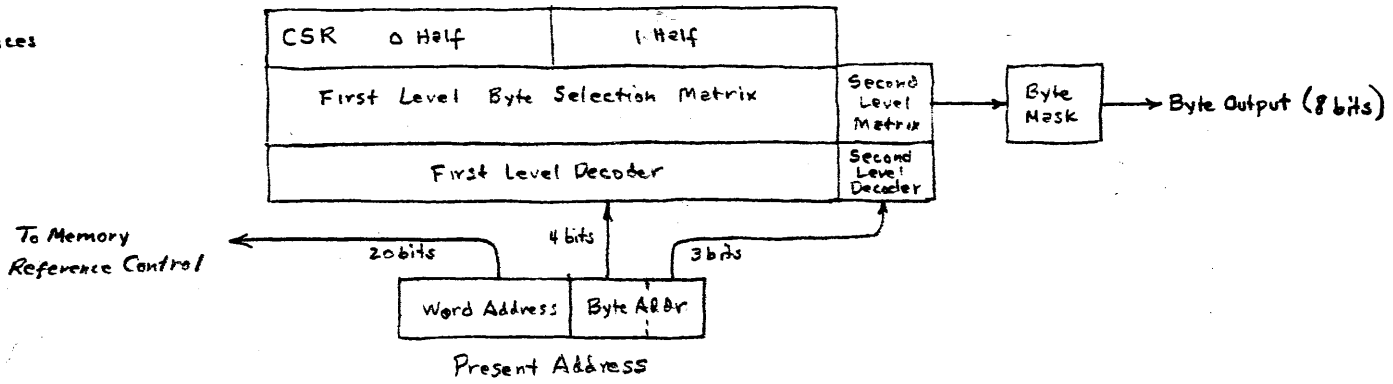 CSR 0 Half 1 Half
First Level Byte Selection Matrix
Second
Level
Matrix
Byte
Mask
Byte Output (8 bits)
First Level Decoder
Second
Level
Decoder
To Memory
Reference Control
20 bits
4 bits
3 bits
Word Address
Byte Addr
Present Address